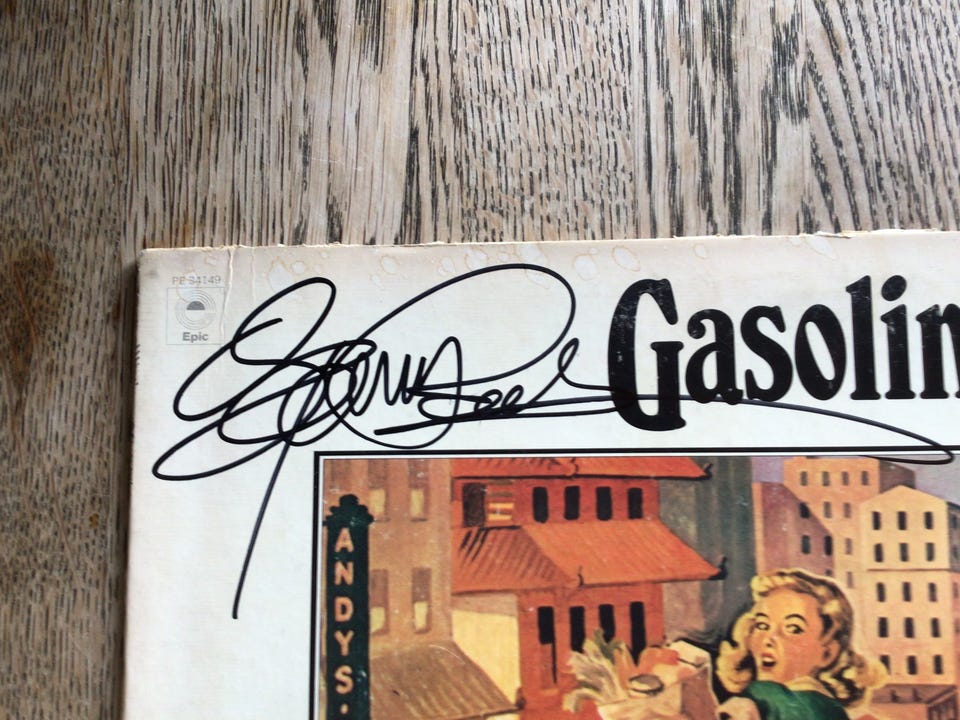 PE 34149
Epic
Gasolin
H
ANDYS